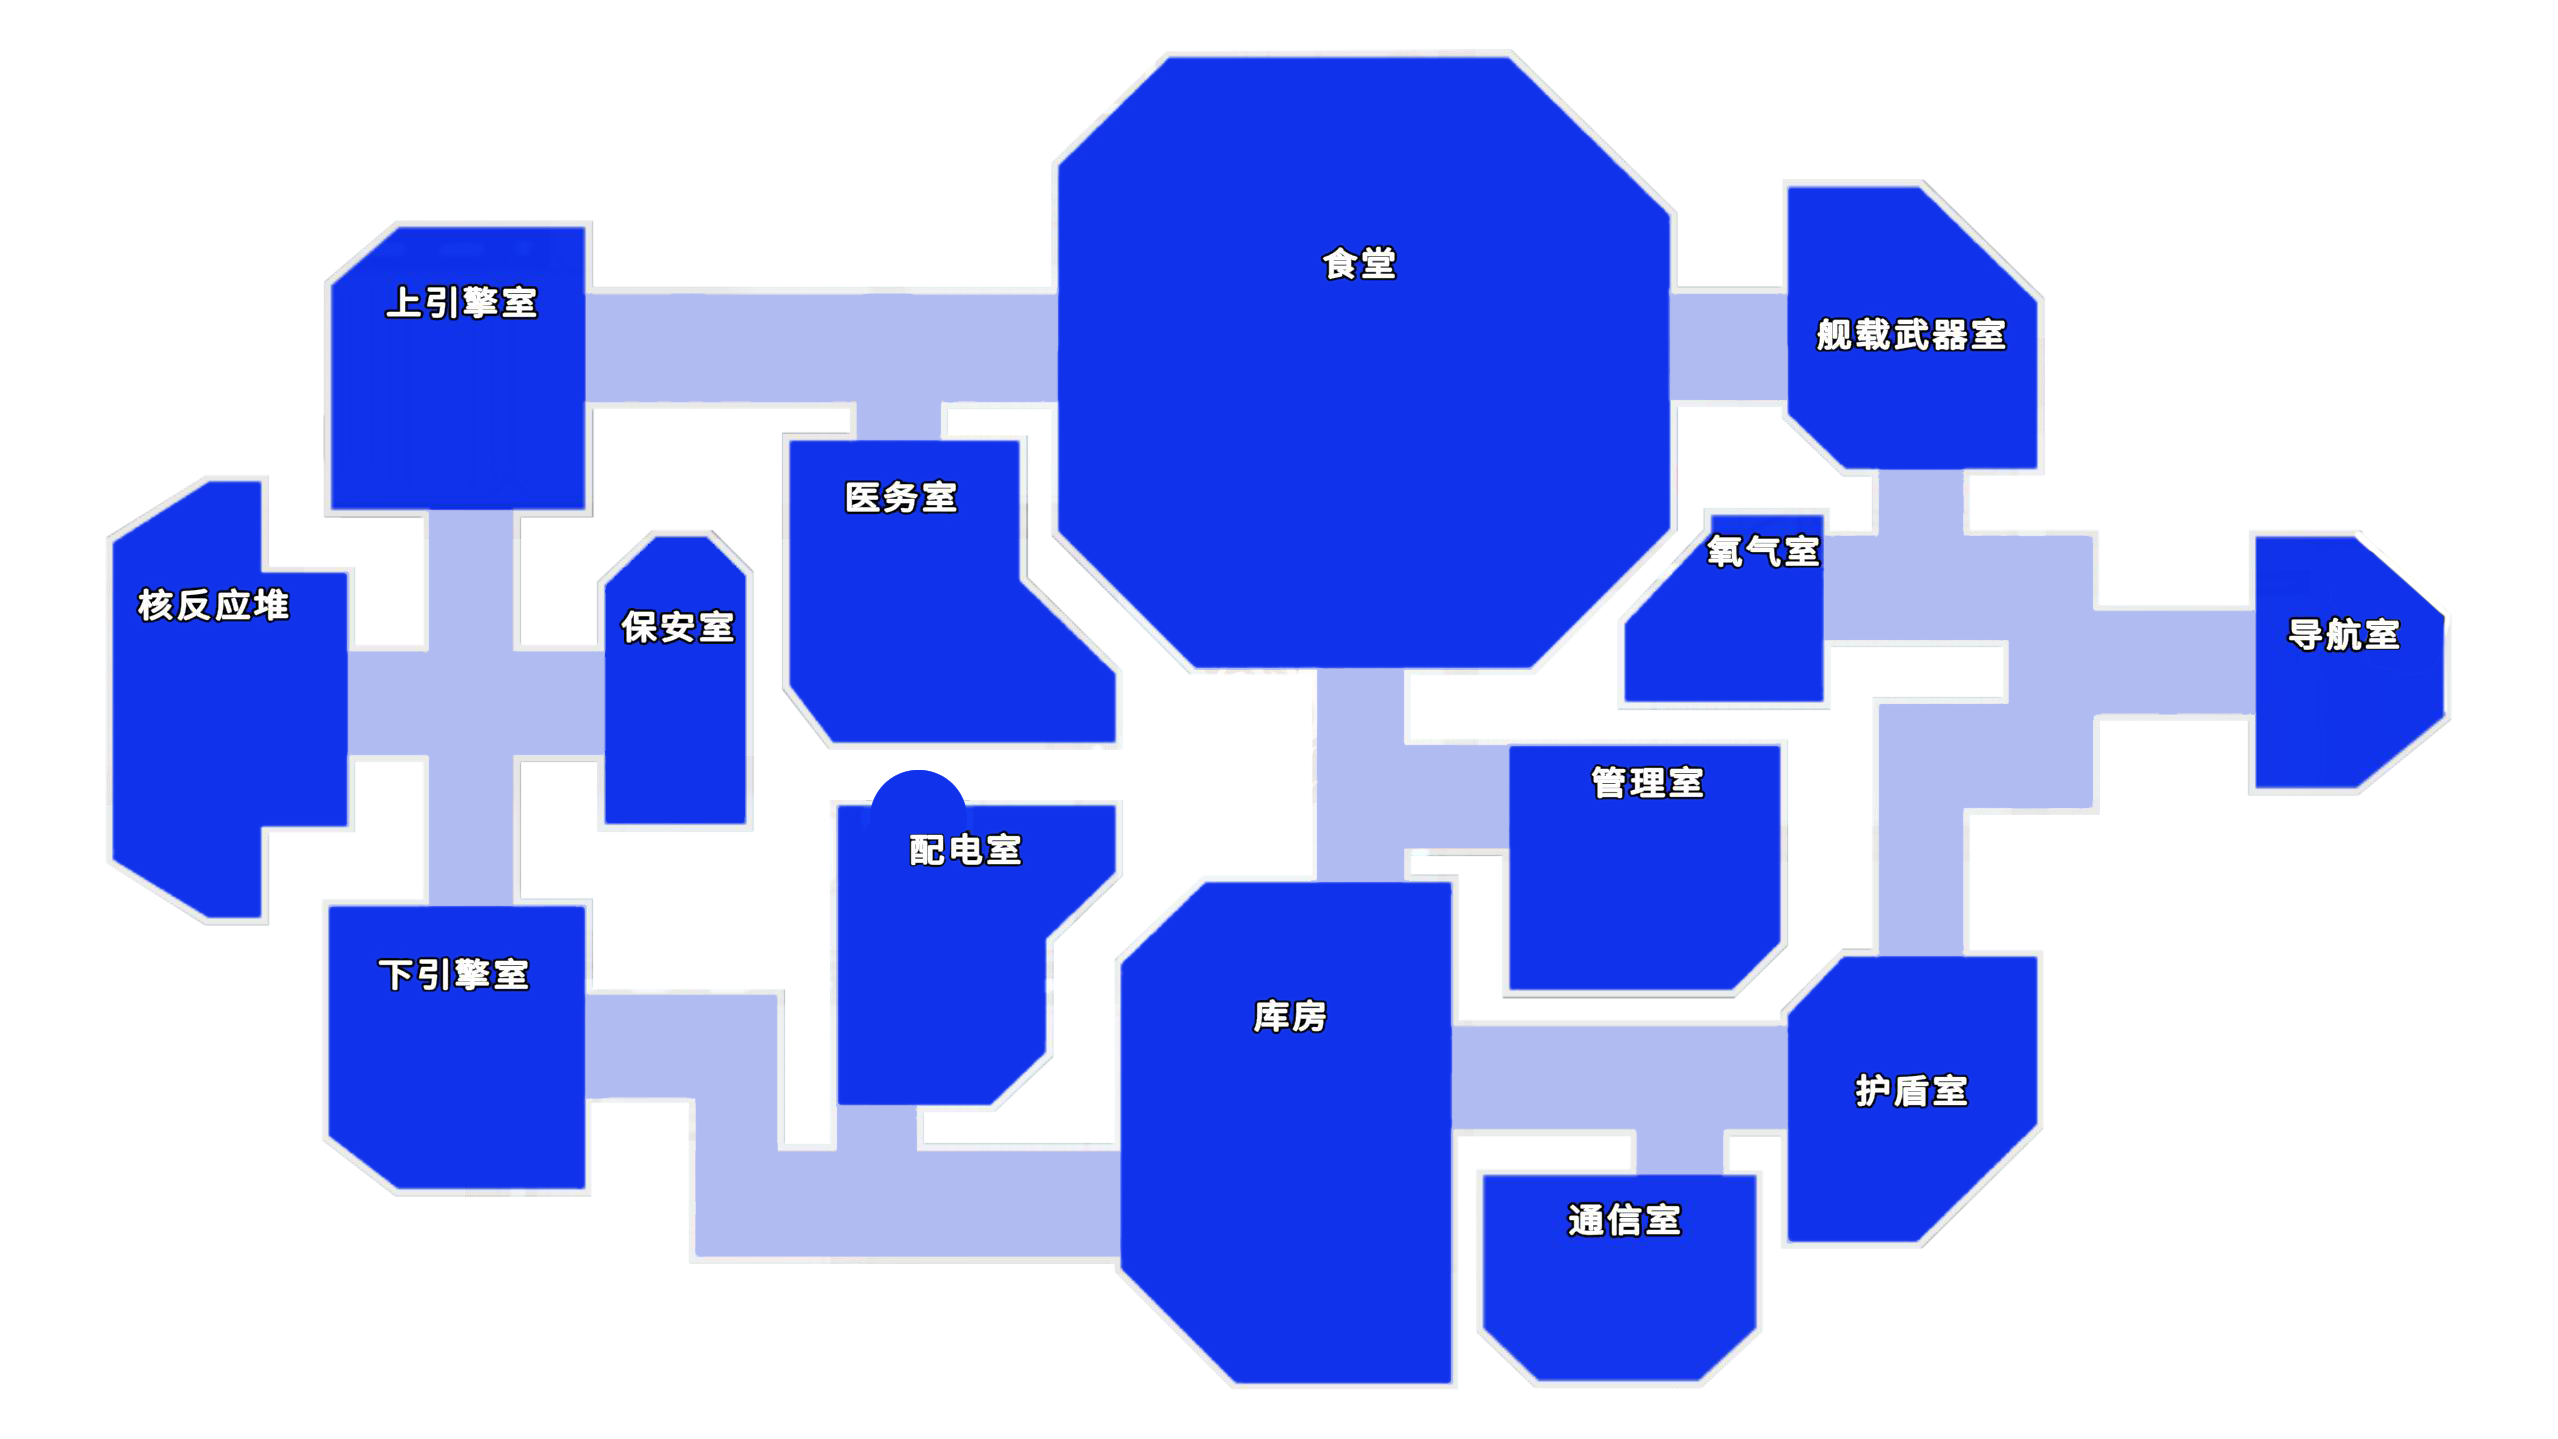 食堂
上引擎室
舰载武器室
医务室
氧气室
核反应堆
保安室
导航室
管理室
配电室
下引擎室
库房
护盾室
通信室